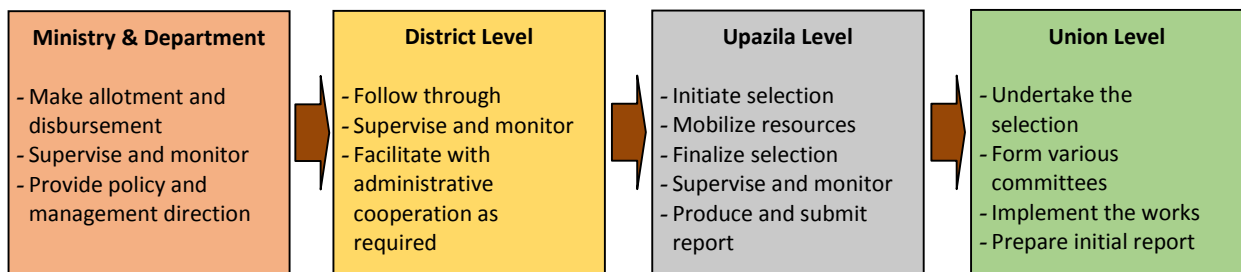 Ministry & Department
- Make allotment and
disbursement
- Supervise and monitor
- Provide policy and
management direction
District Level
- Follow through
- Supervise and monitor
- Facilitate with
administrative
cooperation as
required
Upazila Level
- Initiate selection
- Mobilize resources
- Finalize selection
- Supervise and monitor
- Produce and submit
report
Union Level
- Undertake the
selection
- Form various
committees
- Implement the works
- Prepare initial report